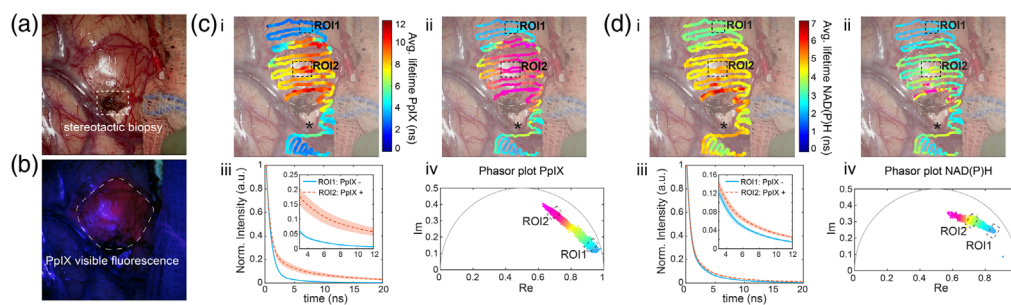 (a)
stereotactic biopsy
(b)
PpIX visible fluorescence
(c) i
ROI1
ROI2
*
12
10
8
6
4
2
0
Avg. lifetime PpIX (ns)
ii
ROI1
ROI2
*
iii
Norm. Intensity (a.u.)
1
0.8
0.6
0.4
0.2
0
0 5 10 15 20
time (ns)
ROI1: PpIX -
ROI2: PpIX +
0.25
0.2
0.15
0.1
0.05
0
4 6 8 10 12
iv
Phasor plot PpIX
Im
0.5
0.4
0.3
0.2
0.1
0
0 0.2 0.4 0.6 0.8 1
Re
ROI2
ROI1
(d) i
ROI1
ROI2
*
7
6
5
4
3
2
1
0
Avg. lifetime NAD(P)H (ns)
ii
ROI1
ROI2
*
iii
Norm. Intensity (a.u.)
1
0.8
0.6
0.4
0.2
0
0 5 10 15 20
time (ns)
ROI1: PpIX -
ROI2: PpIX +
0.16
0.12
0.08
0.04
0
4 6 8 10 12
iv
Phasor plot NAD(P)H
Im
0.5
0.4
0.3
0.2
0.1
0
0 0.2 0.4 0.6 0.8
Re
ROI2
ROI1